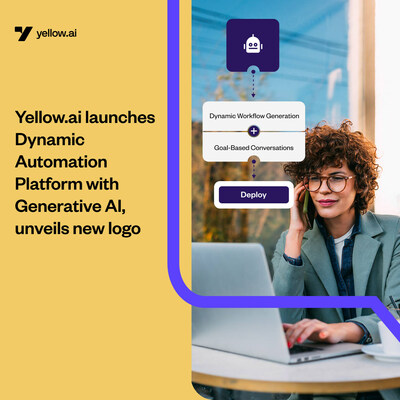 yellow.ai
Yellow.ai launches
Dynamic
Automation
Platform with
Generative AI,
unveils new logo
Dynamic Workflow Generation
Goal-Based Conversations
Deploy